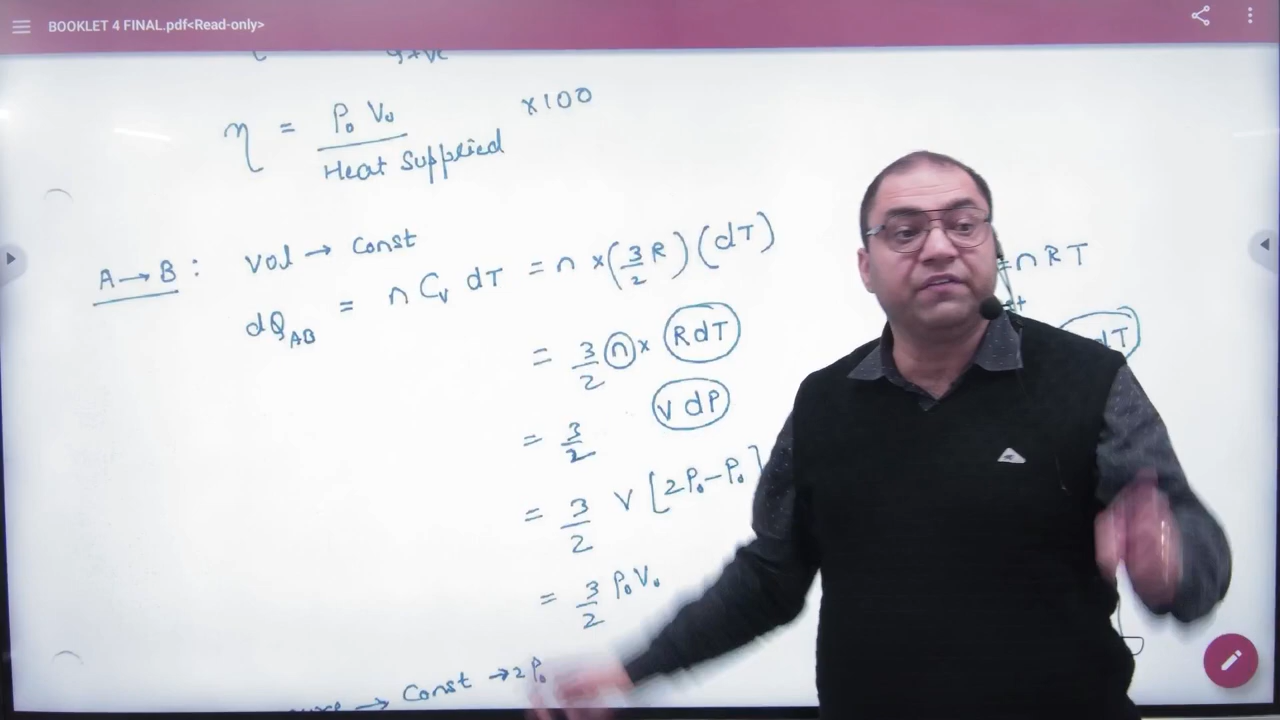 BOOKLET 4 FINAL.pdf<Read-only>
η = P₀ V₀ / Heat Supplied ×100
A → B : vol → Const
dQ_AB = n C_v dT = n × (3/2 R) (dT)
= 3/2 n × R dT
v dP
= 3/2
= 3/2 V [2P₀-P₀]
= 3/2 P₀V₀
→ Const → 2P₀
= n R T
dT